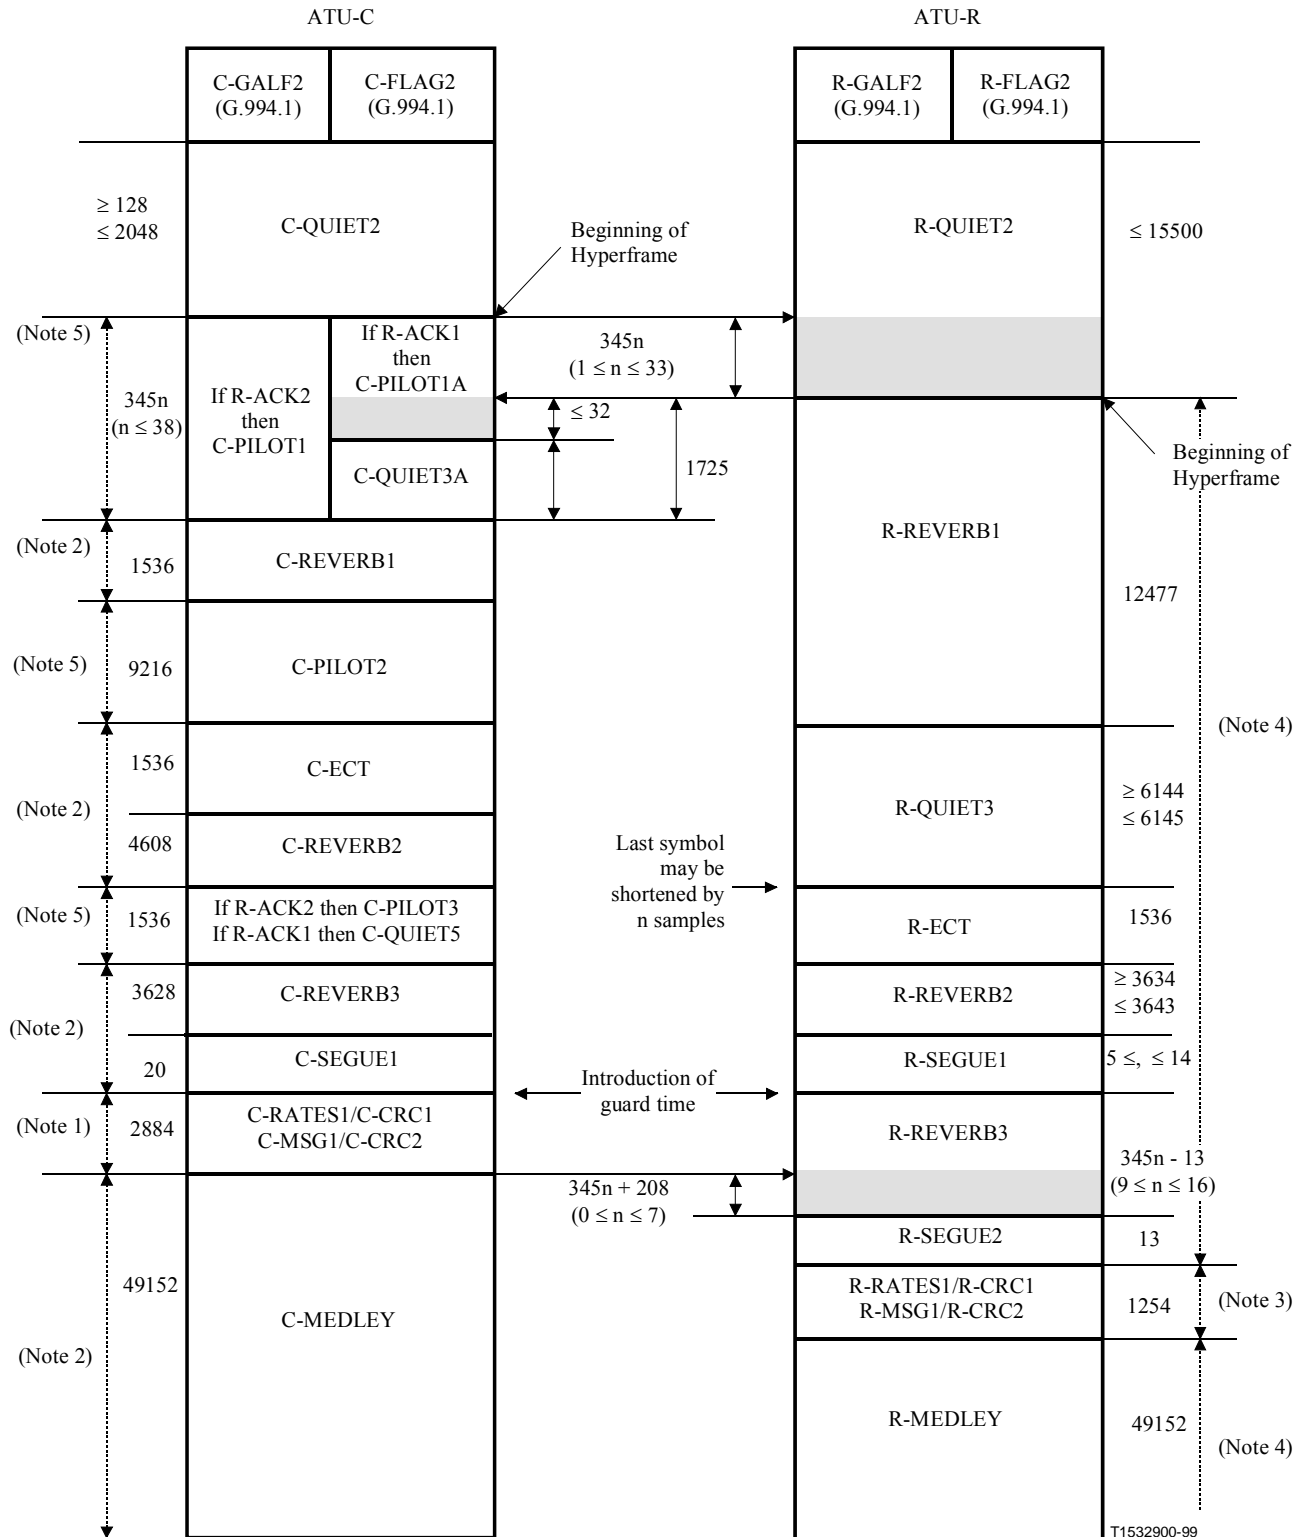 ATU-C
ATU-R
C-GALF2
(G.994.1)
C-FLAG2
(G.994.1)
R-GALF2
(G.994.1)
R-FLAG2
(G.994.1)
≥ 128
≤ 2048
C-QUIET2
Beginning of
Hyperframe
R-QUIET2
≤ 15500
(Note 5)
345n
(n ≤ 38)
If R-ACK2
then
C-PILOT1
If R-ACK1
then
C-PILOT1A
345n
(1 ≤ n ≤ 33)
≤ 32
C-QUIET3A
1725
Beginning of
Hyperframe
(Note 2)
1536
C-REVERB1
R-REVERB1
12477
(Note 5)
9216
C-PILOT2
(Note 4)
1536
C-ECT
(Note 2)
4608
C-REVERB2
R-QUIET3
≥ 6144
≤ 6145
Last symbol
may be
shortened by
n samples
(Note 5)
1536
If R-ACK2 then C-PILOT3
If R-ACK1 then C-QUIET5
R-ECT
1536
3628
C-REVERB3
R-REVERB2
≥ 3634
≤ 3643
(Note 2)
20
C-SEGUE1
R-SEGUE1
5 ≤, ≤ 14
Introduction of
guard time
(Note 1)
2884
C-RATES1/C-CRC1
C-MSG1/C-CRC2
R-REVERB3
345n - 13
(9 ≤ n ≤ 16)
345n + 208
(0 ≤ n ≤ 7)
R-SEGUE2
13
49152
C-MEDLEY
(Note 2)
R-RATES1/R-CRC1
R-MSG1/R-CRC2
1254
(Note 3)
R-MEDLEY
49152
(Note 4)
T1532900-99